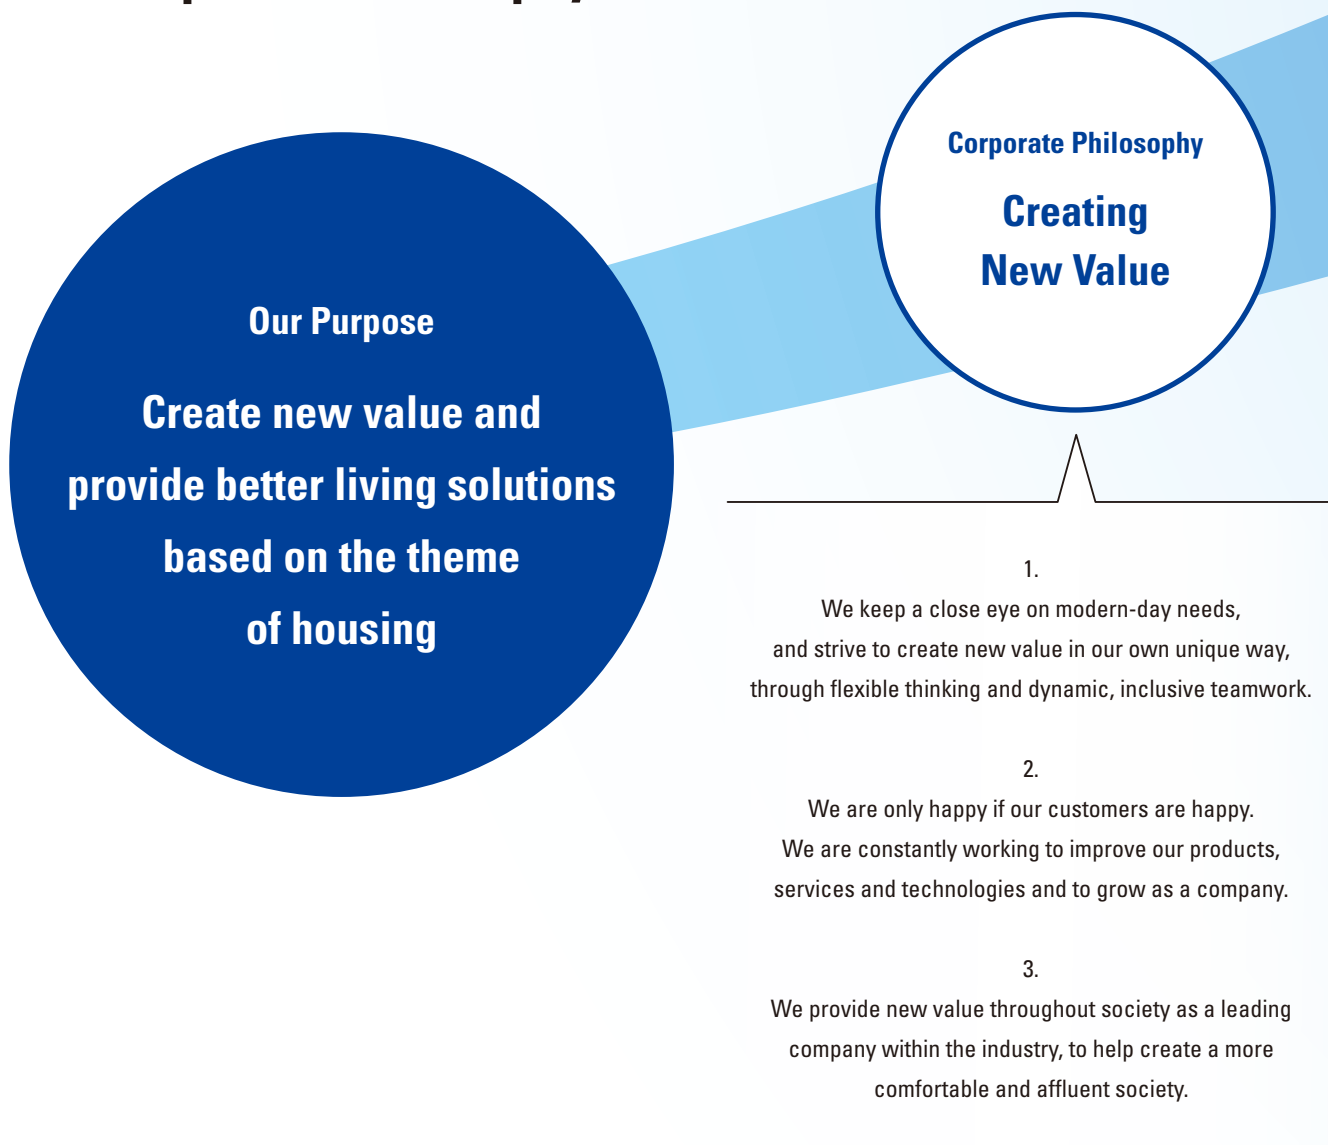 Our Purpose
Create new value and
provide better living solutions
based on the theme
of housing
Corporate Philosophy
Creating
New Value
1.
We keep a close eye on modern-day needs,
and strive to create new value in our own unique way,
through flexible thinking and dynamic, inclusive teamwork.
2.
We are only happy if our customers are happy.
We are constantly working to improve our products,
services and technologies and to grow as a company.
3.
We provide new value throughout society as a leading
company within the industry, to help create a more
comfortable and affluent society.